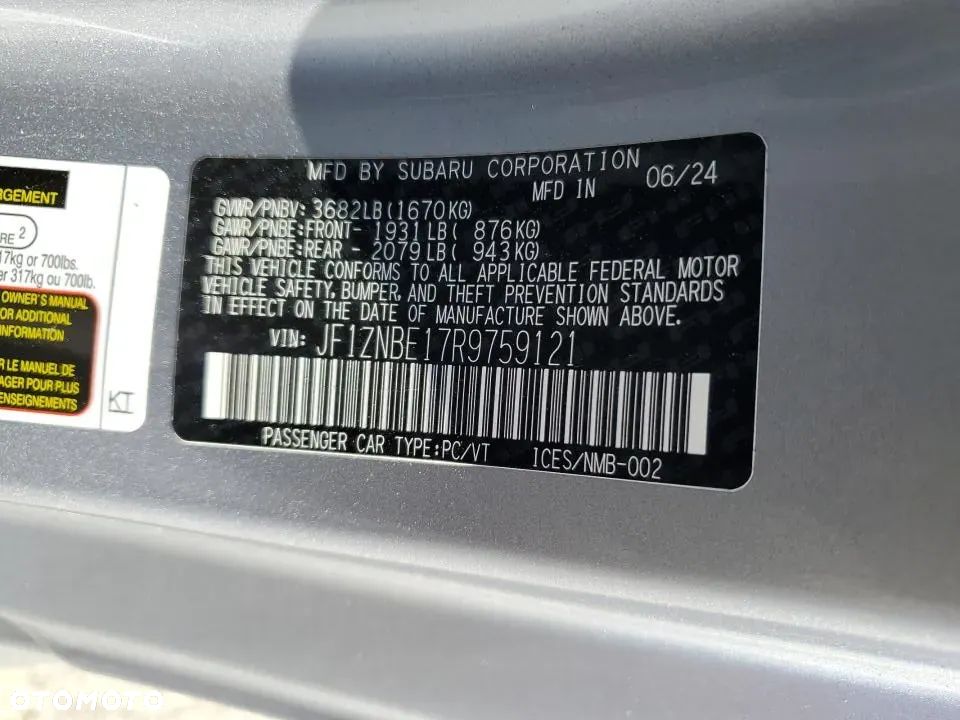 RGEMENT
RE 2
17kg or 700lbs.
er 317kg ou 700lb.
OWNER'S MANUAL
OR ADDITIONAL
INFORMATION
R LE MANUEL DE
AGER POUR PLUS
ENSEIGNEMENTS
KT
MFD BY SUBARU CORPORATION
MFD IN 06/24
GVWR/PNBV: 3682LB(1670KG)
GAWR/PNBE:FRONT- 1931LB( 876KG)
GAWR/PNBE:REAR - 2079LB( 943KG)
THIS VEHICLE CONFORMS TO ALL APPLICABLE FEDERAL MOTOR
VEHICLE SAFETY, BUMPER, AND THEFT PREVENTION STANDARDS
IN EFFECT ON THE DATE OF MANUFACTURE SHOWN ABOVE.
VIN: JF1ZNBE17R9759121
PASSENGER CAR TYPE:PC/VT ICES/NMB-002
OTOMOTO